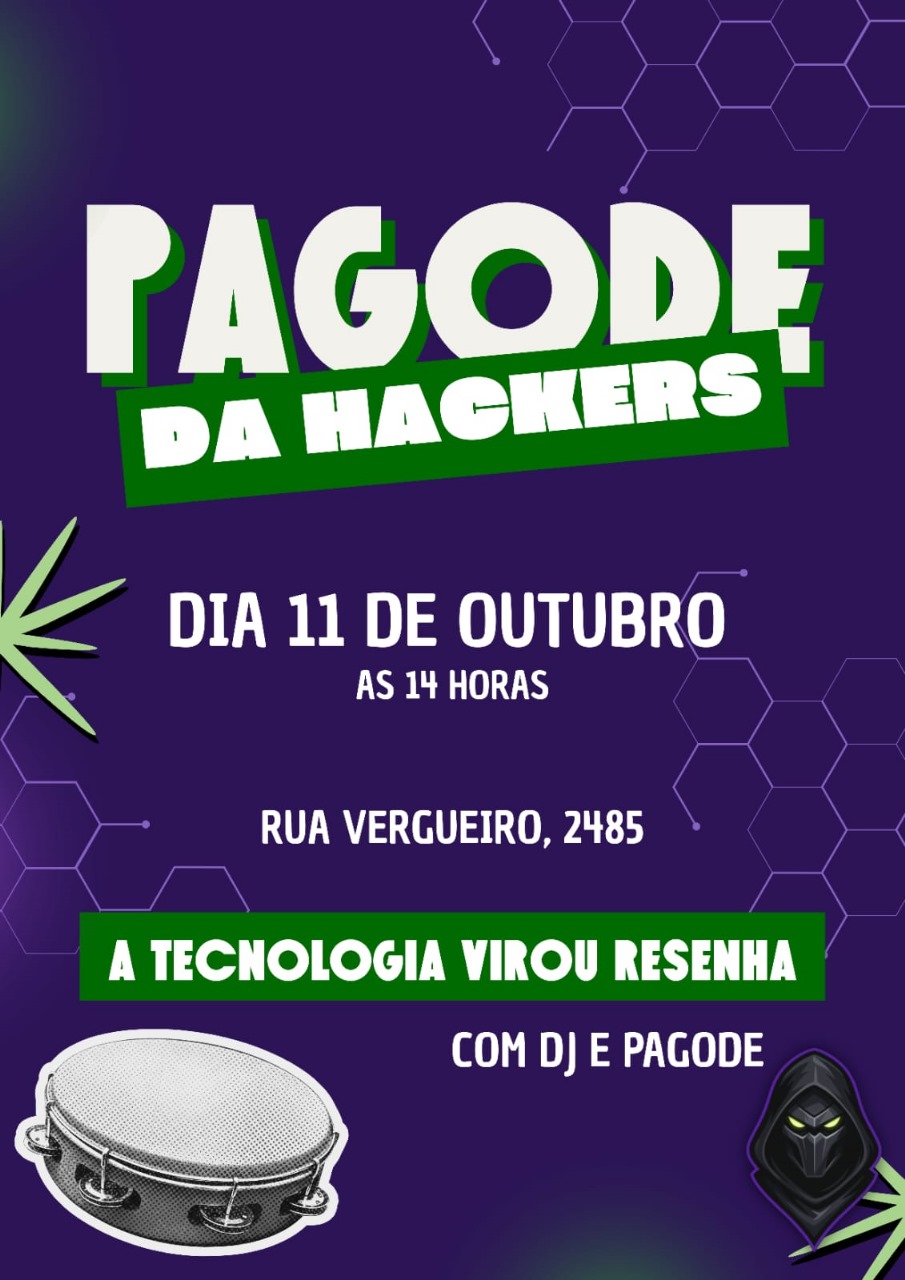 PAGODE
DA HACKERS
DIA 11 DE OUTUBRO
AS 14 HORAS
RUA VERGUEIRO, 2485
A TECNOLOGIA VIROU RESENHA
COM DJ E PAGODE